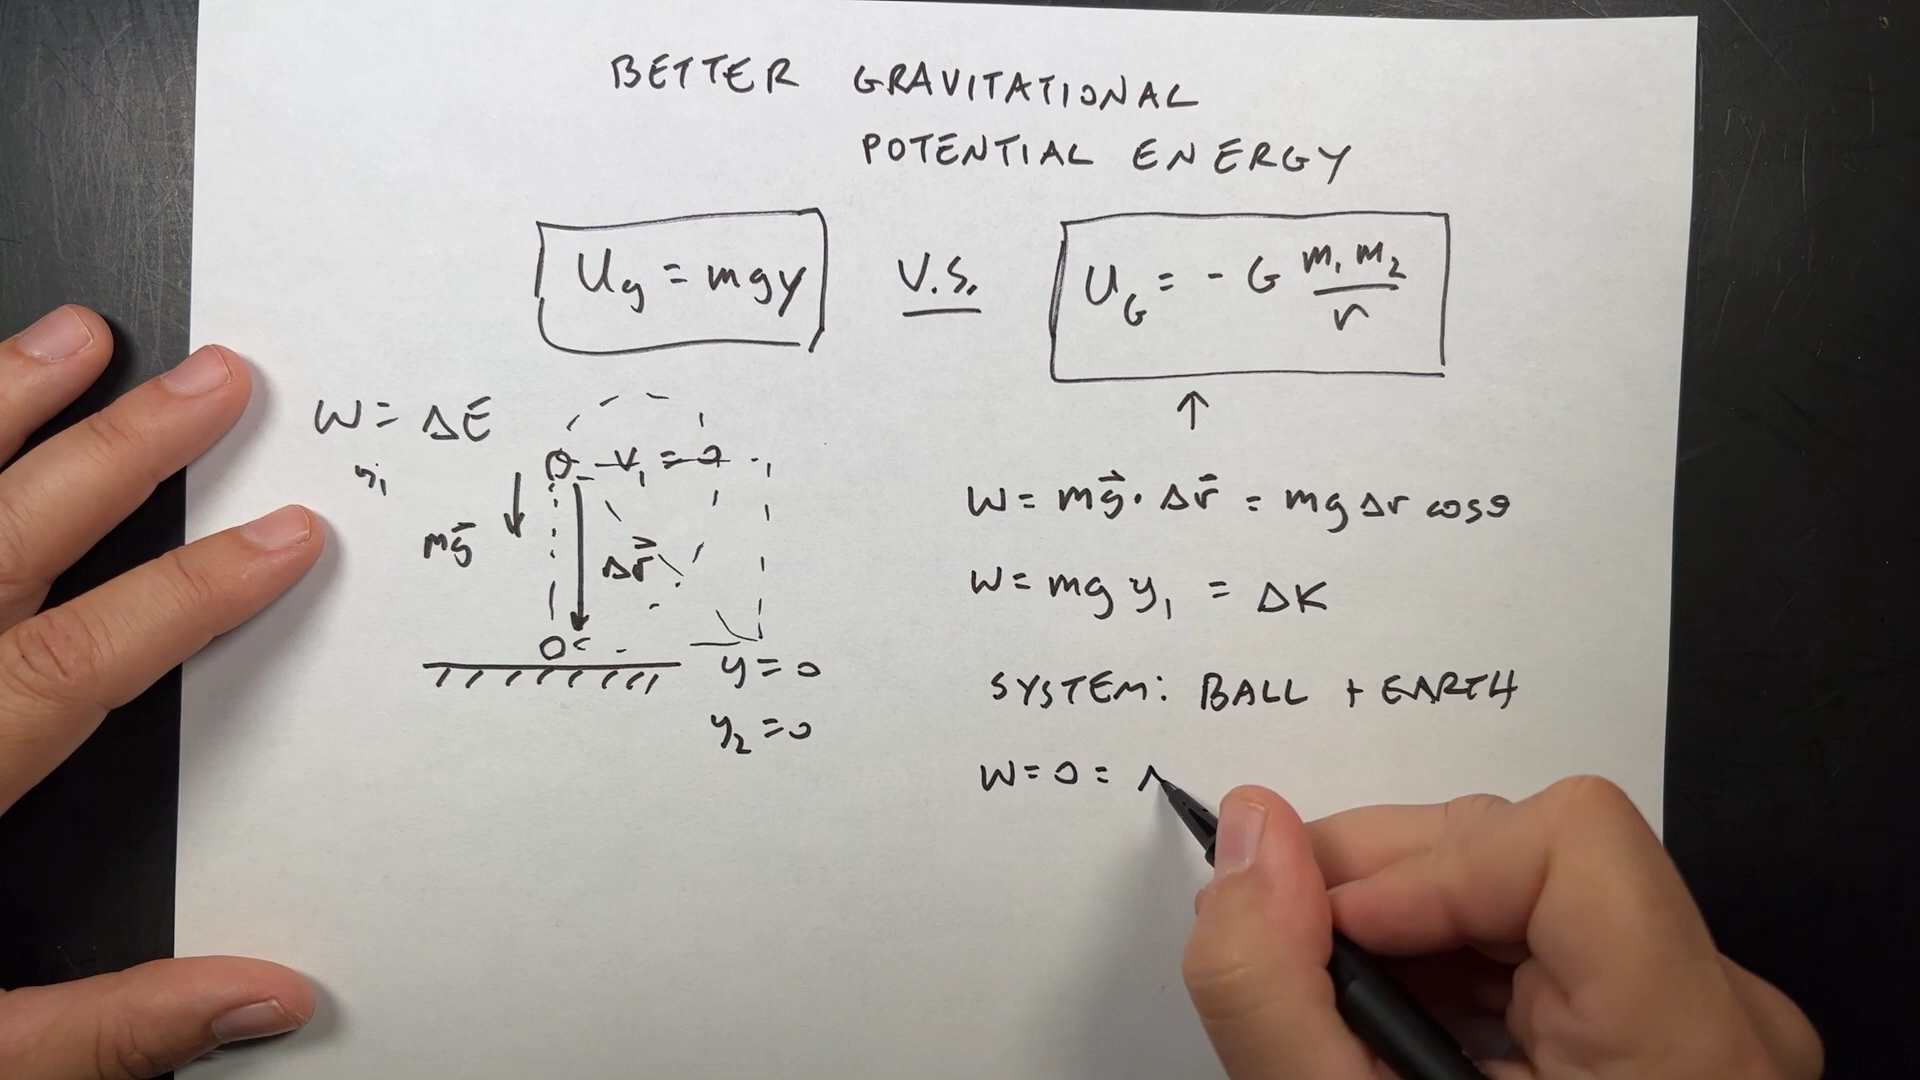 BETTER GRAVITATIONAL
POTENTIAL ENERGY
Ug = mgy
V.S.
U_G = - G m₁ m₂ / r
W = ΔE
y₁
v₁ = 0
mg⃗
Δr⃗
y = 0
y₂ = 0
W = mg⃗ · Δr⃗ = mg Δr cos θ
W = mg y₁ = ΔK
SYSTEM: BALL + EARTH
W = 0 =